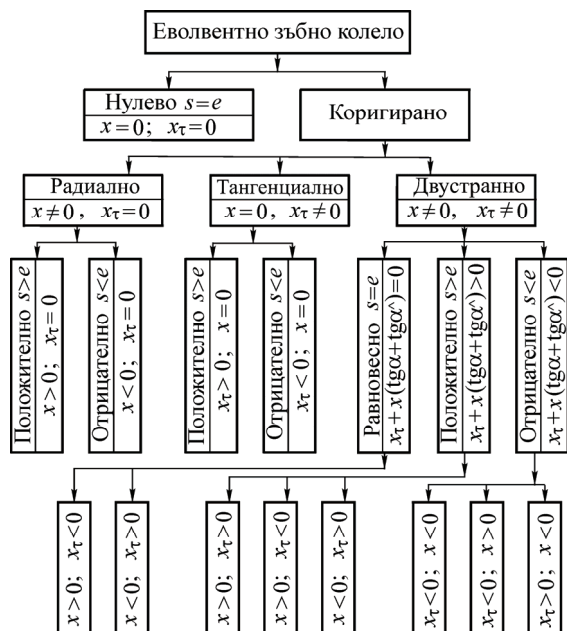 Еволвентно зъбно колело
Нулево s=e
x=0; xτ=0
Коригирано
Радиално
x≠0, xτ=0
Тангенциално
x=0, xτ≠0
Двустранно
x≠0, xτ≠0
Положително s>e
x>0; xτ=0
Отрицателно s<e
x<0; xτ=0
Положително s>e
xτ>0; x=0
Отрицателно s<e
xτ<0; x=0
Равновесно s=e
xτ+x(tgα+tgα^)=0
Положително s>e
xτ+x(tgα+tgα^)>0
Отрицателно s<e
xτ+x(tgα+tgα^)<0
x>0; xτ<0
x<0; xτ>0
x>0; xτ>0
x>0; xτ<0
x<0; xτ>0
xτ<0; x<0
xτ<0; x>0
xτ>0; x<0